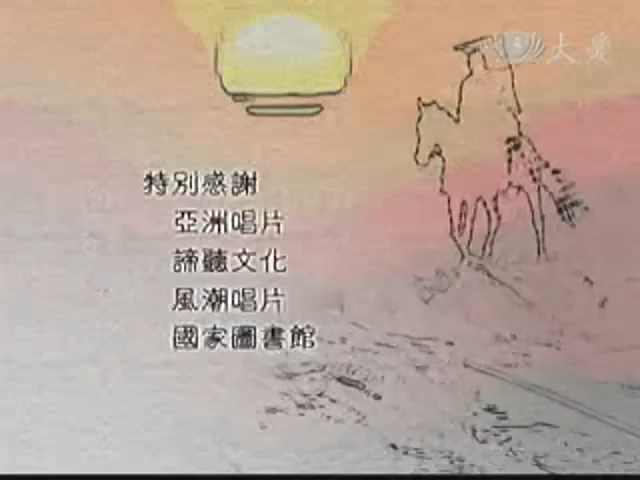 大愛
特別感謝
亞洲唱片
諦聽文化
風潮唱片
國家圖書館